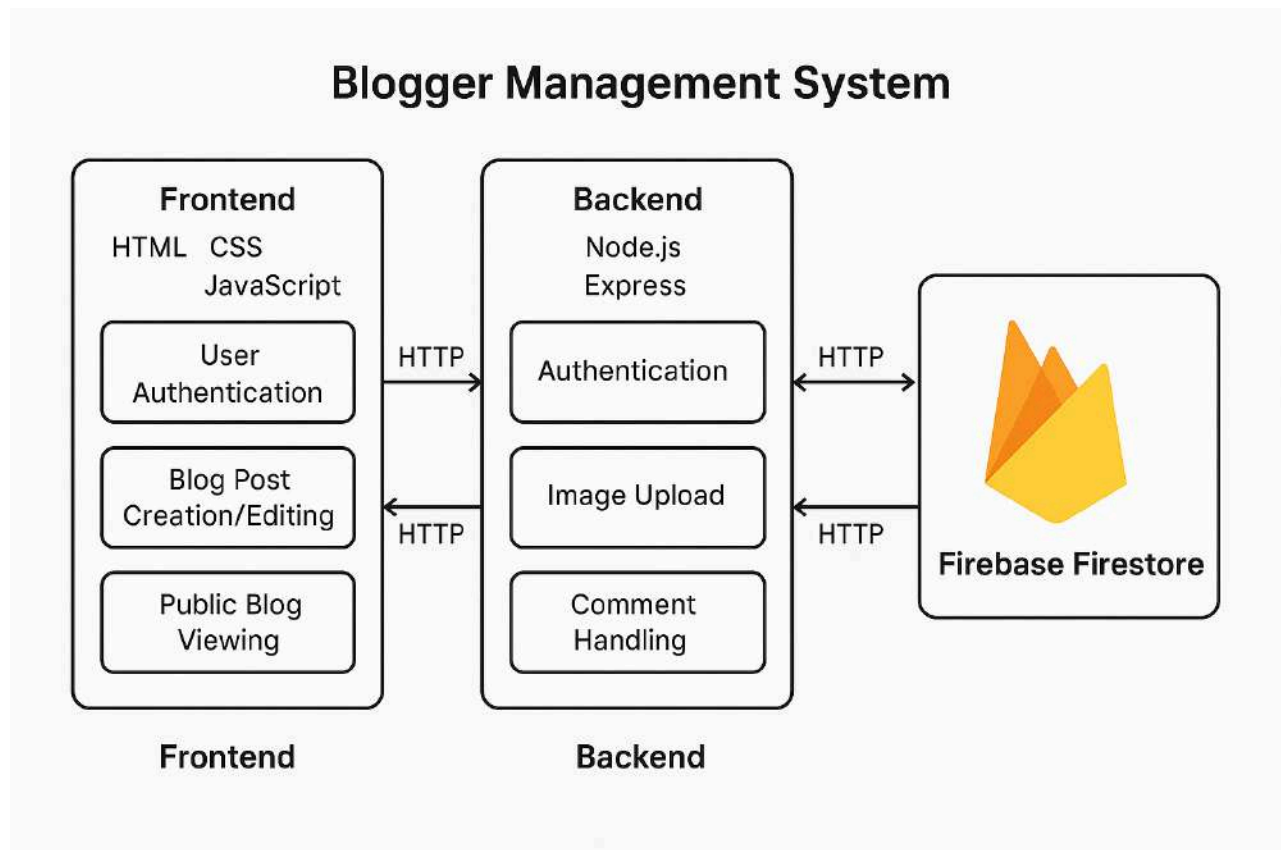 Blogger Management System
Frontend
HTML CSS
JavaScript
User
Authentication
Blog Post
Creation/Editing
Public Blog
Viewing
Frontend
HTTP
HTTP
Backend
Node.js
Express
Authentication
Image Upload
Comment
Handling
Backend
HTTP
HTTP
Firebase Firestore